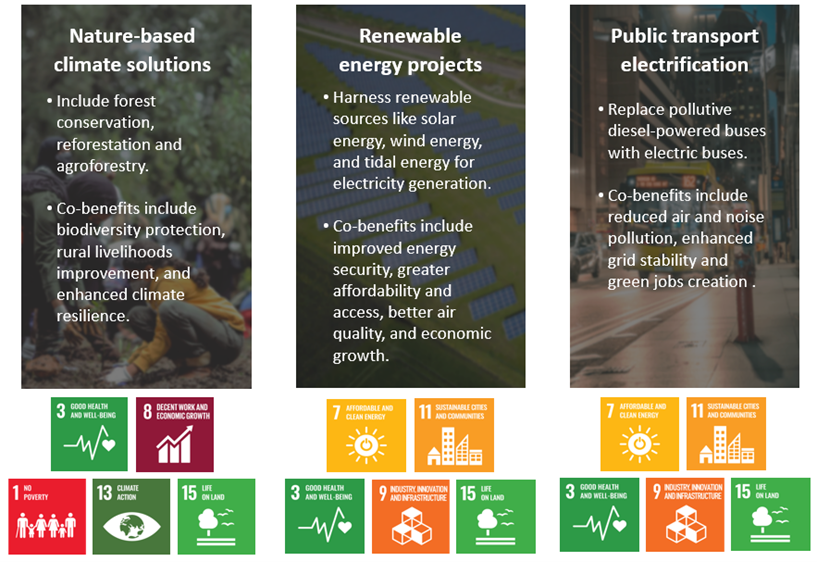 Nature-based
climate solutions
• Include forest
conservation,
reforestation and
agroforestry.
• Co-benefits include
biodiversity protection,
rural livelihoods
improvement, and
enhanced climate
resilience.
3 GOOD HEALTH
AND WELL-BEING
8 DECENT WORK AND
ECONOMIC GROWTH
1 NO
POVERTY
13 CLIMATE
ACTION
15 LIFE
ON LAND
Renewable
energy projects
• Harness renewable
sources like solar
energy, wind energy,
and tidal energy for
electricity generation.
• Co-benefits include
improved energy
security, greater
affordability and
access, better air
quality, and economic
growth.
7 AFFORDABLE AND
CLEAN ENERGY
11 SUSTAINABLE CITIES
AND COMMUNITIES
3 GOOD HEALTH
AND WELL-BEING
9 INDUSTRY, INNOVATION
AND INFRASTRUCTURE
15 LIFE
ON LAND
Public transport
electrification
• Replace pollutive
diesel-powered buses
with electric buses.
• Co-benefits include
reduced air and noise
pollution, enhanced
grid stability and
green jobs creation .
7 AFFORDABLE AND
CLEAN ENERGY
11 SUSTAINABLE CITIES
AND COMMUNITIES
3 GOOD HEALTH
AND WELL-BEING
9 INDUSTRY, INNOVATION
AND INFRASTRUCTURE
15 LIFE
ON LAND